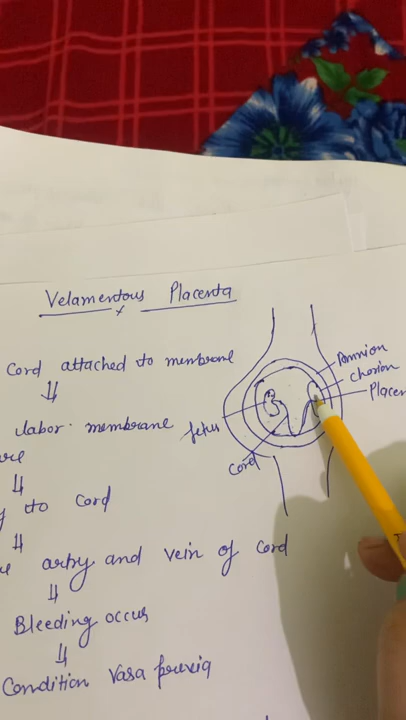 Velamentous Placenta
Cord attached to membrane
labor. membrane
to cord
artry and vein of cord
Bleeding occurs
Condition Vasa previa
Amnion
chorion
Placen
fetus
cord